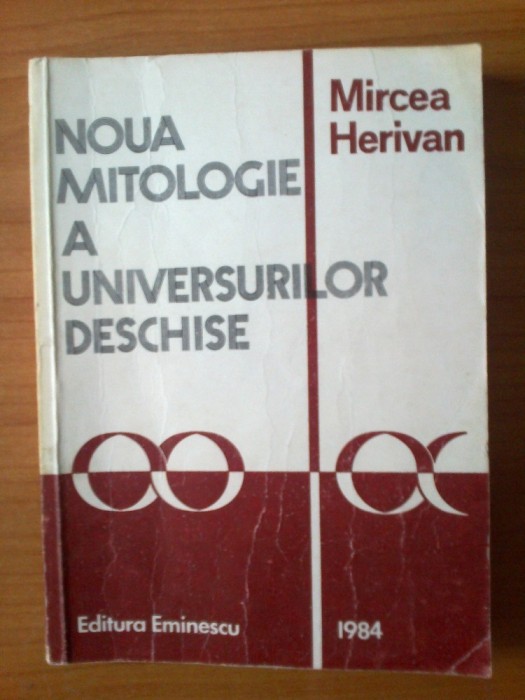 Mircea
Herivan
NOUA
MITOLOGIE
A
UNIVERSURILOR
DESCHISE
Editura Eminescu
1984